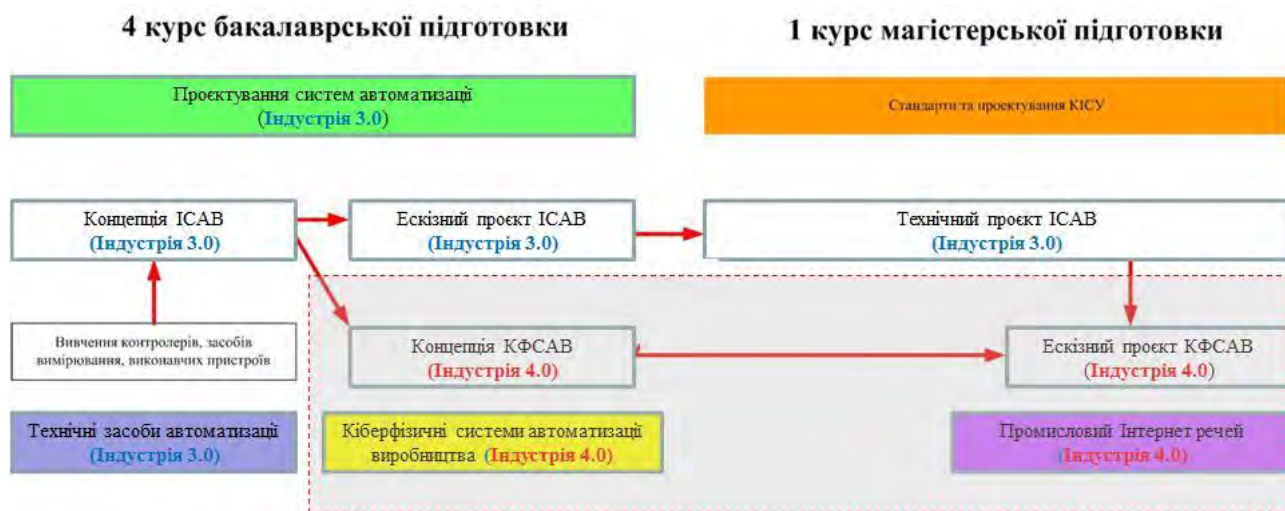 4 курс бакалаврської підготовки
1 курс магістерської підготовки
Проєктування систем автоматизації
(Індустрія 3.0)
Стандарти та проектування КІСУ
Концепція ІСАВ
(Індустрія 3.0)
Ескізний проєкт ІСАВ
(Індустрія 3.0)
Технічний проєкт ІСАВ
(Індустрія 3.0)
Вивчення контролерів, засобів
вимірювання, виконавчих пристроїв
Концепція КФСАВ
(Індустрія 4.0)
Ескізний проєкт КФСАВ
(Індустрія 4.0)
Технічні засоби автоматизації
(Індустрія 3.0)
Кіберфізичні системи автоматизації
виробництва (Індустрія 4.0)
Промисловий Інтернет речей
(Індустрія 4.0)